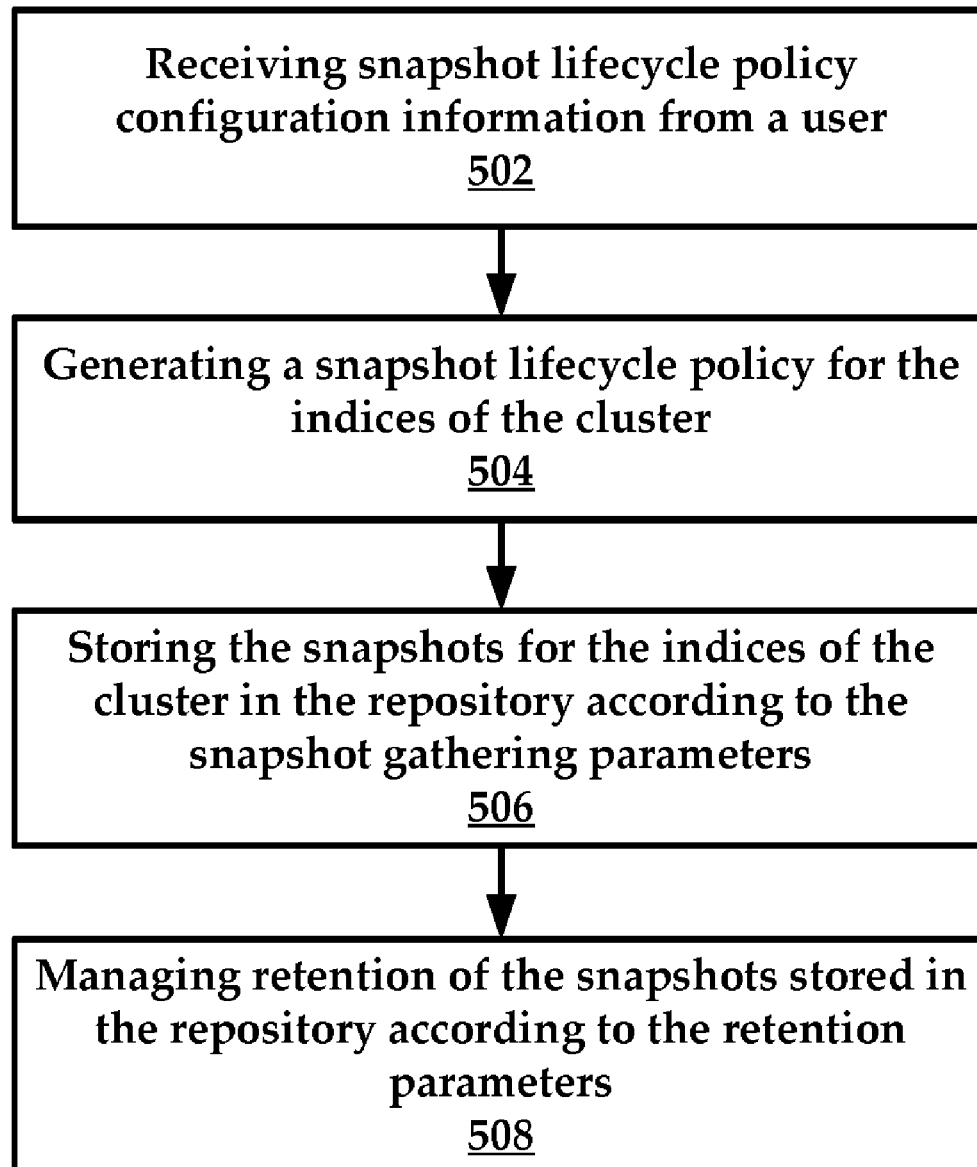 Receiving snapshot lifecycle policy
configuration information from a user
502
Generating a snapshot lifecycle policy for the
indices of the cluster
504
Storing the snapshots for the indices of the
cluster in the repository according to the
snapshot gathering parameters
506
Managing retention of the snapshots stored in
the repository according to the retention
parameters
508